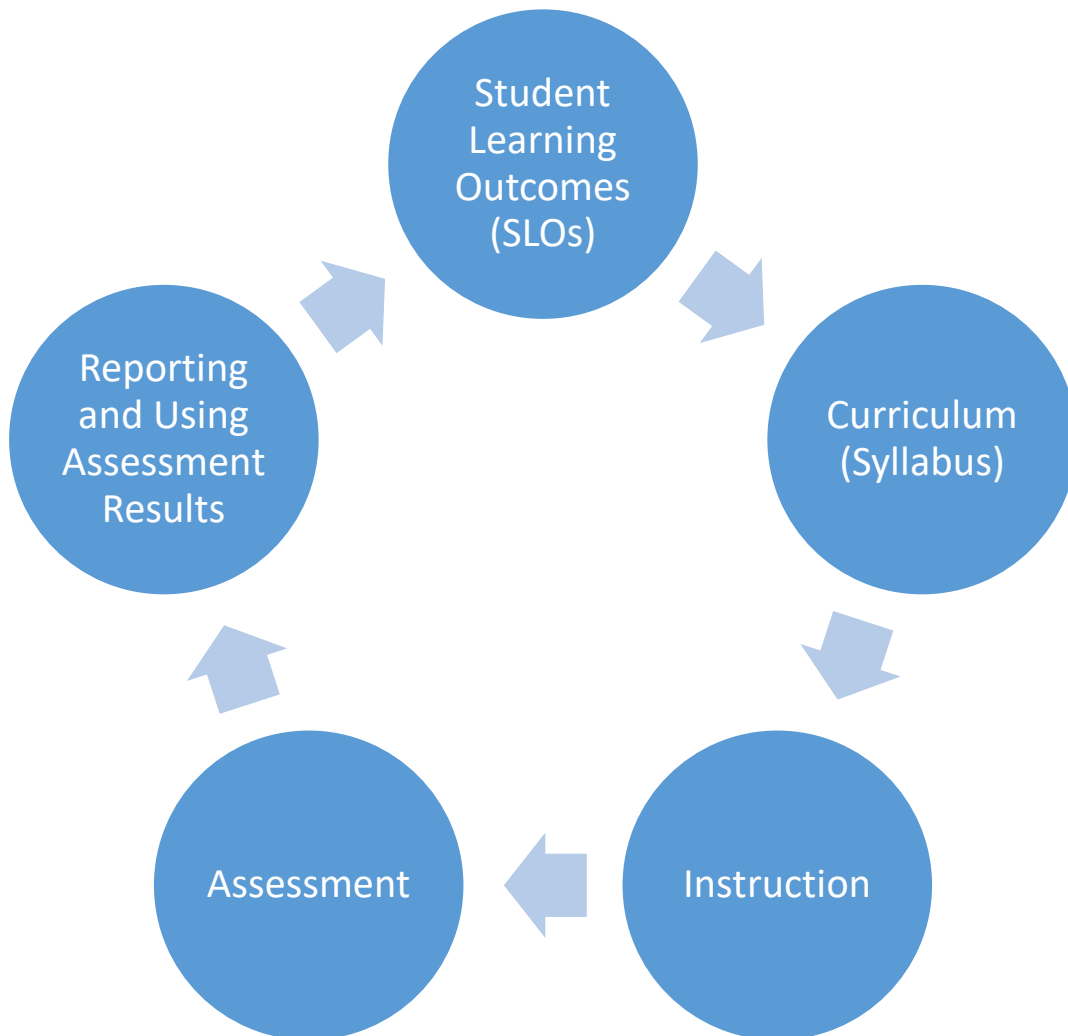 Student
Learning
Outcomes
(SLOs)
Curriculum
(Syllabus)
Instruction
Assessment
Reporting
and Using
Assessment
Results